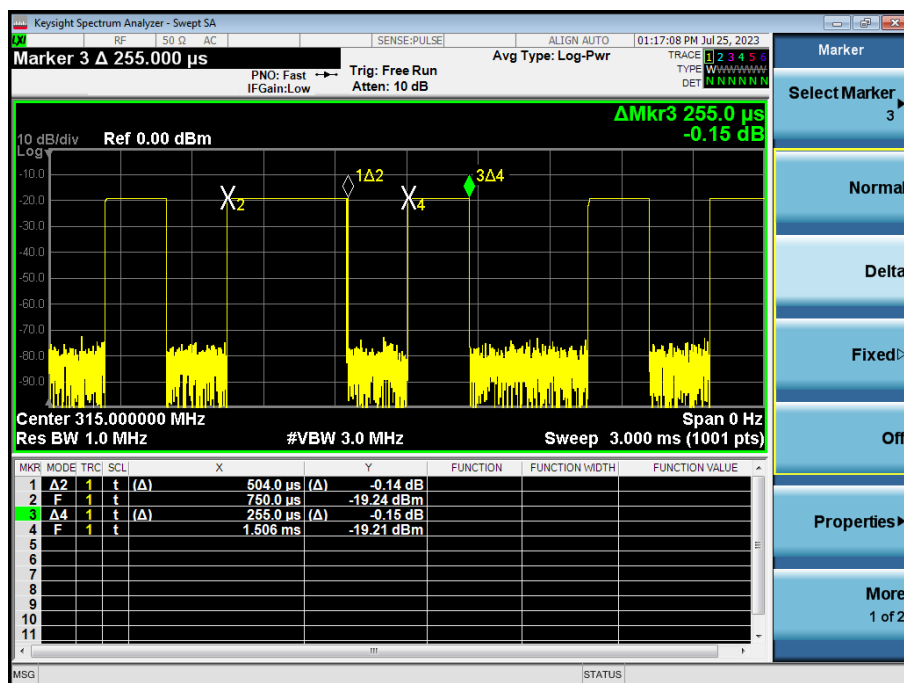 Keysight Spectrum Analyzer - Swept SA
LXI RF 50 Ω AC SENSE:PULSE ALIGN AUTO 01:17:08 PM Jul 25, 2023
Marker 3 Δ 255.000 µs
PNO: Fast
IFGain:Low
Trig: Free Run
Atten: 10 dB
Avg Type: Log-Pwr
TRACE 1 2 3 4 5 6
TYPE WWWWWW
DET N N N N N N
ΔMkr3 255.0 µs
-0.15 dB
10 dB/div Ref 0.00 dBm
Log
-10.0
-20.0
-30.0
-40.0
-50.0
-60.0
-70.0
-80.0
-90.0
1Δ2
3Δ4
X2
X4
Center 315.000000 MHz Span 0 Hz
Res BW 1.0 MHz #VBW 3.0 MHz Sweep 3.000 ms (1001 pts)
MKR MODE TRC SCL X Y FUNCTION FUNCTION WIDTH FUNCTION VALUE
1 Δ2 1 t (Δ) 504.0 µs (Δ) -0.14 dB
2 F 1 t 750.0 µs -19.24 dBm
3 Δ4 1 t (Δ) 255.0 µs (Δ) -0.15 dB
4 F 1 t 1.506 ms -19.21 dBm
5
6
7
8
9
10
11
MSG STATUS
Marker
Select Marker
3
Normal
Delta
Fixed
Off
Properties
More
1 of 2